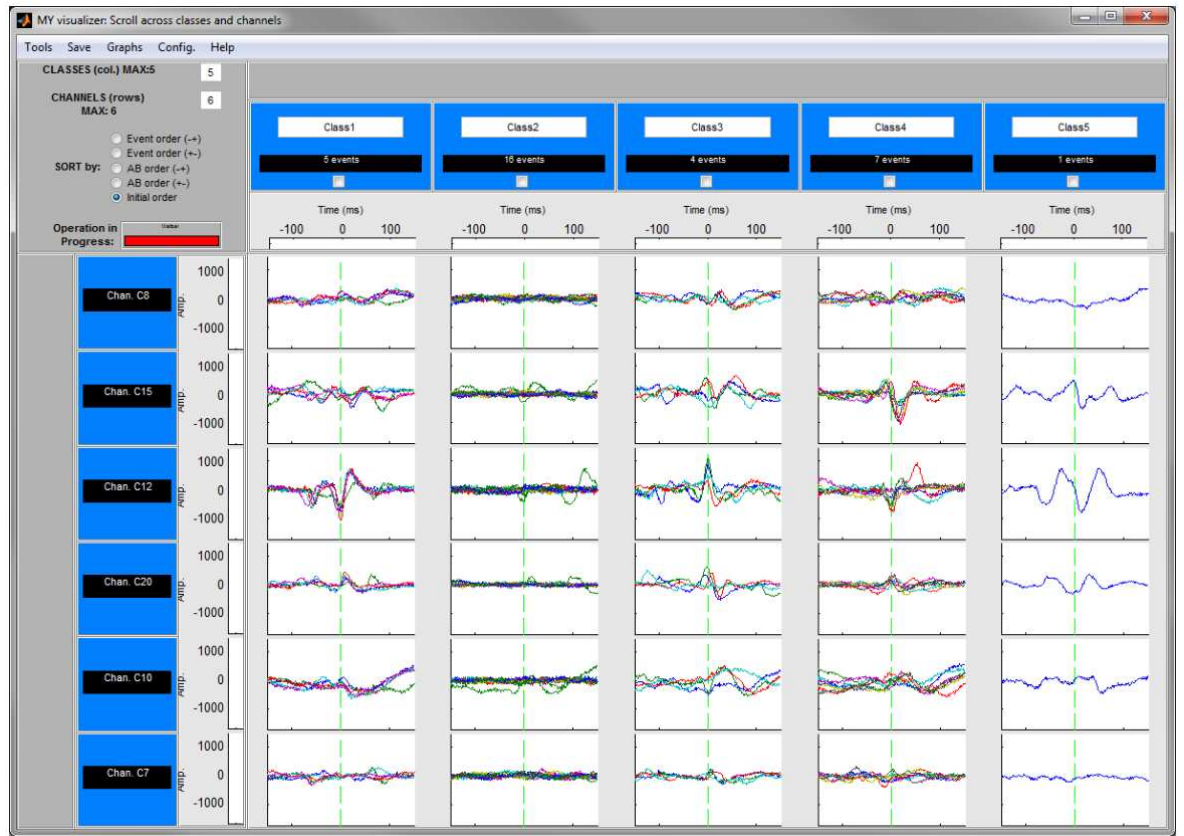 MY visualizer: Scroll across classes and channels
Tools Save Graphs Config. Help
CLASSES (col.) MAX:5 5
CHANNELS (rows) 6
MAX: 6
SORT by:
Event order (-+)
Event order (+-)
AB order (-+)
AB order (+-)
Initial order
Operation in
Progress:
Class1 Class2 Class3 Class4 Class5
5 events 16 events 4 events 7 events 1 events
Time (ms) Time (ms) Time (ms) Time (ms) Time (ms)
-100 0 100 -100 0 100 -100 0 100 -100 0 100 -100 0 100
Chan. C8 Amp. 1000 0 -1000
Chan. C15 Amp. 1000 0 -1000
Chan. C12 Amp. 1000 0 -1000
Chan. C20 Amp. 1000 0 -1000
Chan. C10 Amp. 1000 0 -1000
Chan. C7 Amp. 1000 0 -1000